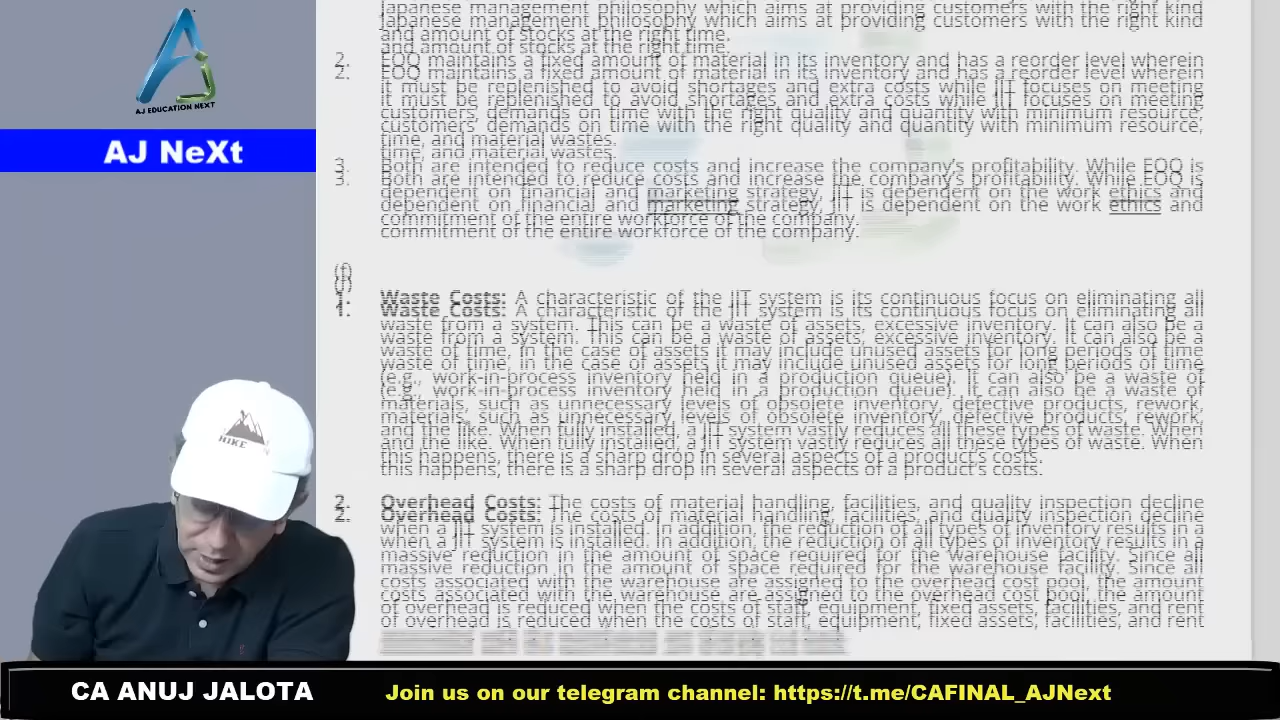 AJ EDUCATION NEXT
AJ NeXt
HIKE
Japanese management philosophy which aims at providing customers with the right kind
and amount of stocks at the right time.
2. EOQ maintains a fixed amount of material in its inventory and has a reorder level wherein
it must be replenished to avoid shortages and extra costs while JIT focuses on meeting
customers' demands on time with the right quality and quantity with minimum resource,
time, and material wastes.
3. Both are intended to reduce costs and increase the company's profitability. While EOQ is
dependent on financial and marketing strategy, JIT is dependent on the work ethics and
commitment of the entire workforce of the company.
(f)
1. Waste Costs: A characteristic of the JIT system is its continuous focus on eliminating all
waste from a system. This can be a waste of assets, excessive inventory. It can also be a
waste of time, in the case of assets it may include unused assets for long periods of time
(e.g., work-in-process inventory held in a production queue). It can also be a waste of
materials, such as unnecessary levels of obsolete inventory, defective products, rework,
and the like. When fully installed, a JIT system vastly reduces all these types of waste. When
this happens, there is a sharp drop in several aspects of a product's costs.
2. Overhead Costs: The costs of material handling, facilities, and quality inspection decline
when a JIT system is installed. In addition, the reduction of all types of inventory results in a
massive reduction in the amount of space required for the warehouse facility. Since all
costs associated with the warehouse are assigned to the overhead cost pool, the amount
of overhead is reduced when the costs of staff, equipment, fixed assets, facilities, and rent
CA ANUJ JALOTA
Join us on our telegram channel: https://t.me/CAFINAL_AJNext